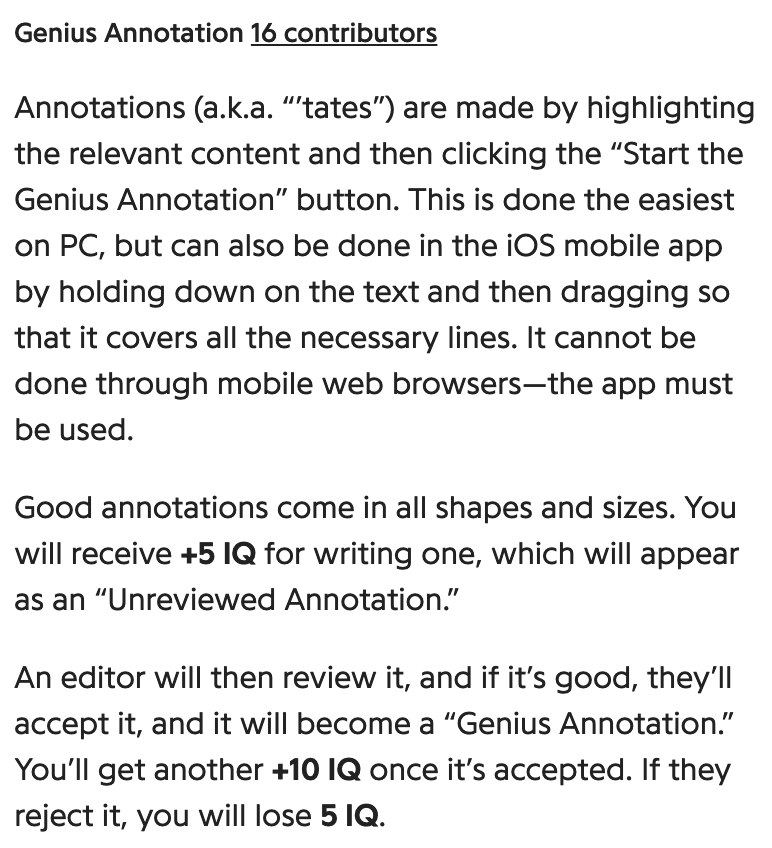 Genius Annotation 16 contributors
Annotations (a.k.a. “’tates”) are made by highlighting
the relevant content and then clicking the “Start the
Genius Annotation” button. This is done the easiest
on PC, but can also be done in the iOS mobile app
by holding down on the text and then dragging so
that it covers all the necessary lines. It cannot be
done through mobile web browsers—the app must
be used.
Good annotations come in all shapes and sizes. You
will receive +5 IQ for writing one, which will appear
as an “Unreviewed Annotation.”
An editor will then review it, and if it’s good, they’ll
accept it, and it will become a “Genius Annotation.”
You’ll get another +10 IQ once it’s accepted. If they
reject it, you will lose 5 IQ.